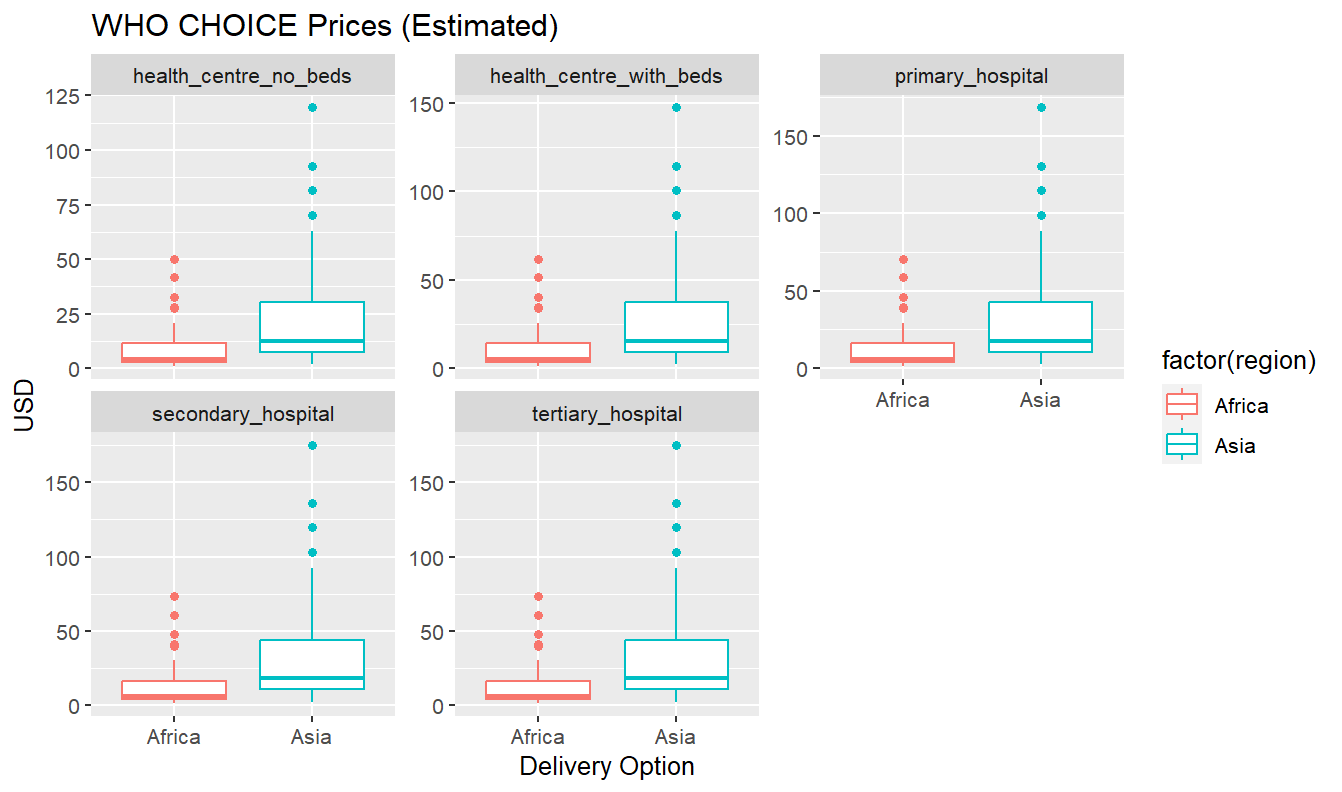 WHO CHOICE Prices (Estimated)
health_centre_no_beds
health_centre_with_beds
primary_hospital
125
100
75
50
25
0
150
100
50
0
150
100
50
0
Africa
Asia
secondary_hospital
tertiary_hospital
150
100
50
0
150
100
50
0
Africa
Asia
Africa
Asia
USD
Delivery Option
factor(region)
Africa
Asia